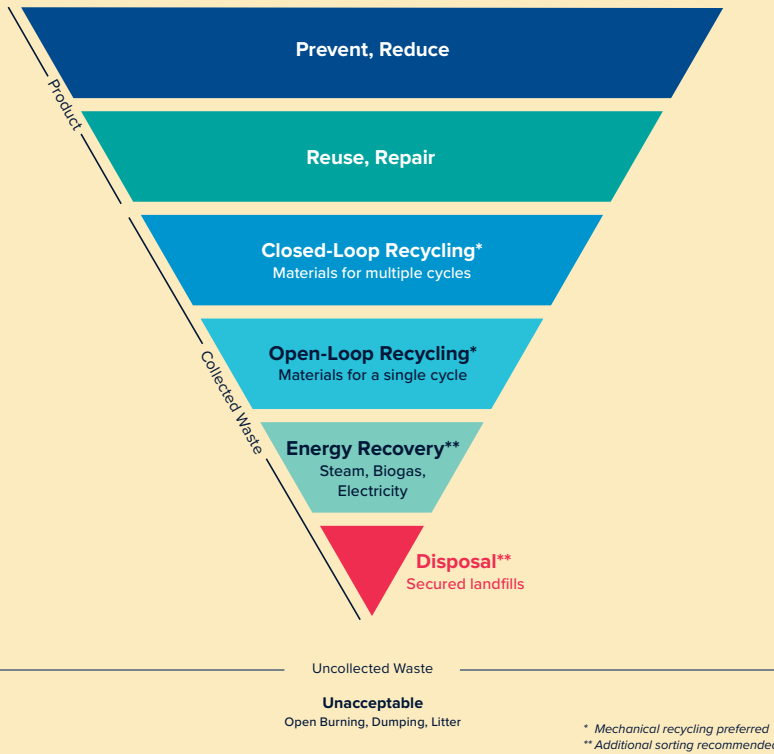 Prevent, Reduce
Product
Reuse, Repair
Closed-Loop Recycling*
Materials for multiple cycles
Open-Loop Recycling*
Materials for a single cycle
Collected Waste
Energy Recovery**
Steam, Biogas,
Electricity
Disposal**
Secured landfills
Uncollected Waste
Unacceptable
Open Burning, Dumping, Litter
* Mechanical recycling preferred
** Additional sorting recommended